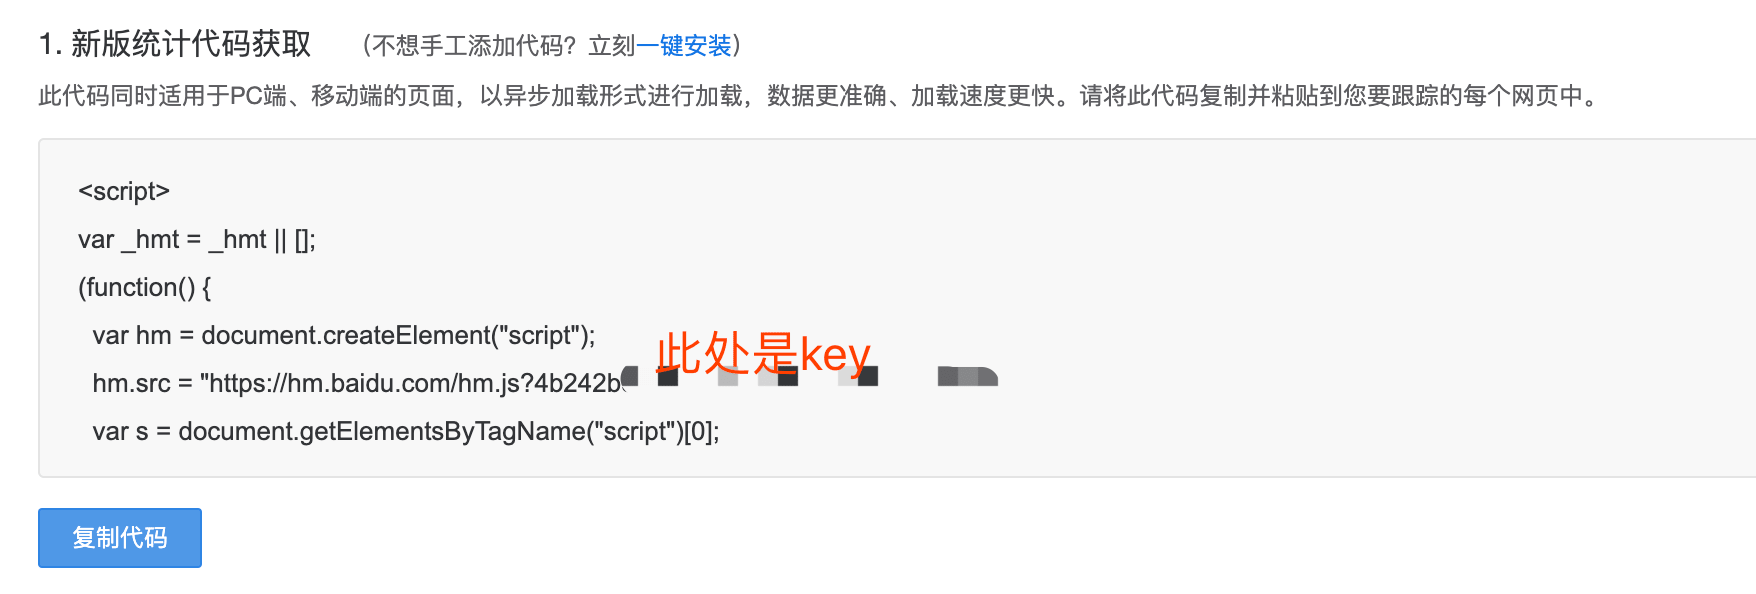 1. 新版统计代码获取 （不想手工添加代码？立刻一键安装）
此代码同时适用于PC端、移动端的页面，以异步加载形式进行加载，数据更准确、加载速度更快。请将此代码复制并粘贴到您要跟踪的每个网页中。
<script>
var _hmt = _hmt || [];
(function() {
var hm = document.createElement("script");
此处是key
hm.src = "https://hm.baidu.com/hm.js?4b242b
var s = document.getElementsByTagName("script")[0];
复制代码